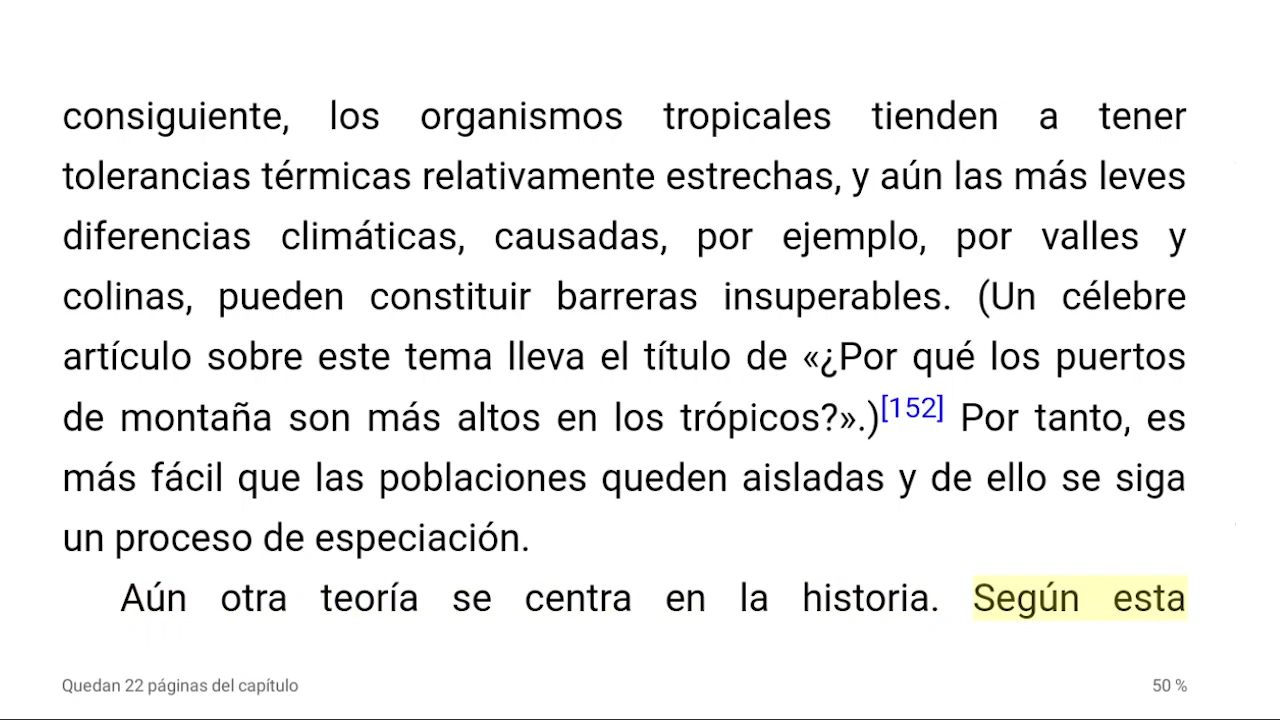 consiguiente, los organismos tropicales tienden a tener
tolerancias térmicas relativamente estrechas, y aún las más leves
diferencias climáticas, causadas, por ejemplo, por valles y
colinas, pueden constituir barreras insuperables. (Un célebre
artículo sobre este tema lleva el título de «¿Por qué los puertos
de montaña son más altos en los trópicos?».)[152] Por tanto, es
más fácil que las poblaciones queden aisladas y de ello se siga
un proceso de especiación.
Aún otra teoría se centra en la historia. Según esta
Quedan 22 páginas del capítulo 50 %